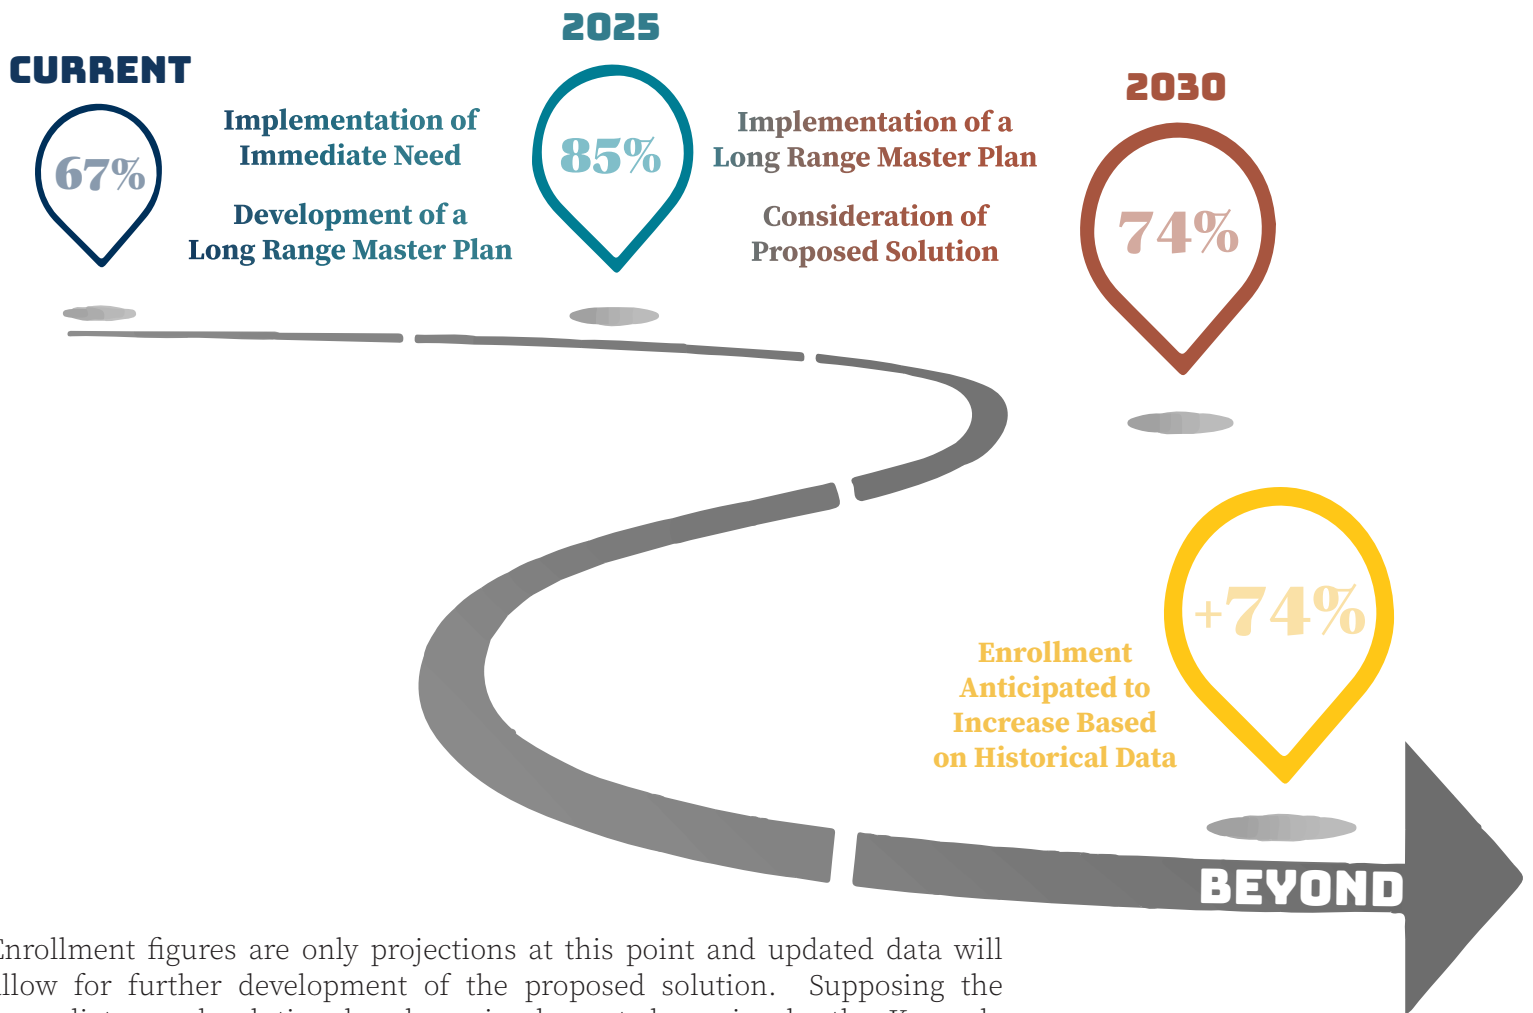 CURRENT
67%
Implementation of
Immediate Need
Development of a
Long Range Master Plan
2025
85%
Implementation of a
Long Range Master Plan
Consideration of
Proposed Solution
2030
74%
+74%
Enrollment
Anticipated to
Increase Based
on Historical Data
BEYOND
Enrollment figures are only projections at this point and updated data will
allow for further development of the proposed solution. Supposing the